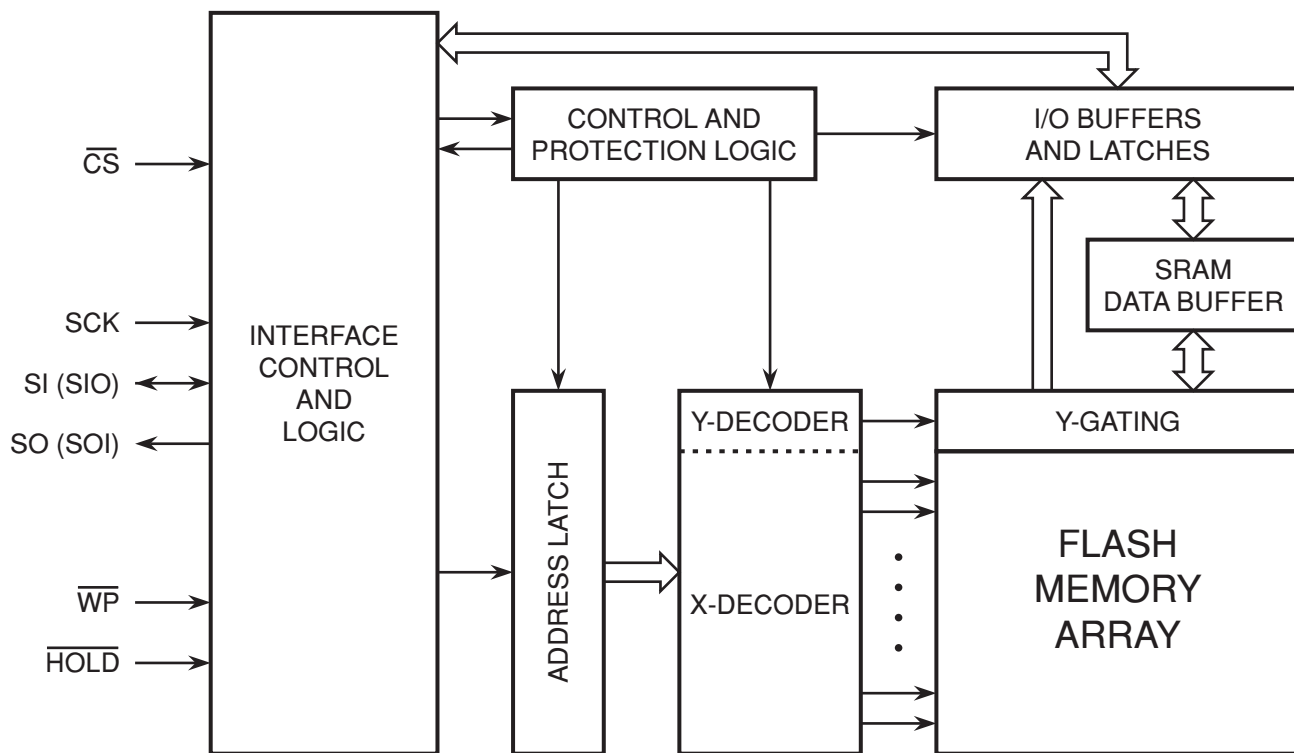 CS
SCK
SI (SIO)
SO (SOI)
WP
HOLD
INTERFACE
CONTROL
AND
LOGIC
CONTROL AND
PROTECTION LOGIC
I/O BUFFERS
AND LATCHES
SRAM
DATA BUFFER
ADDRESS LATCH
Y-DECODER
X-DECODER
Y-GATING
FLASH
MEMORY
ARRAY